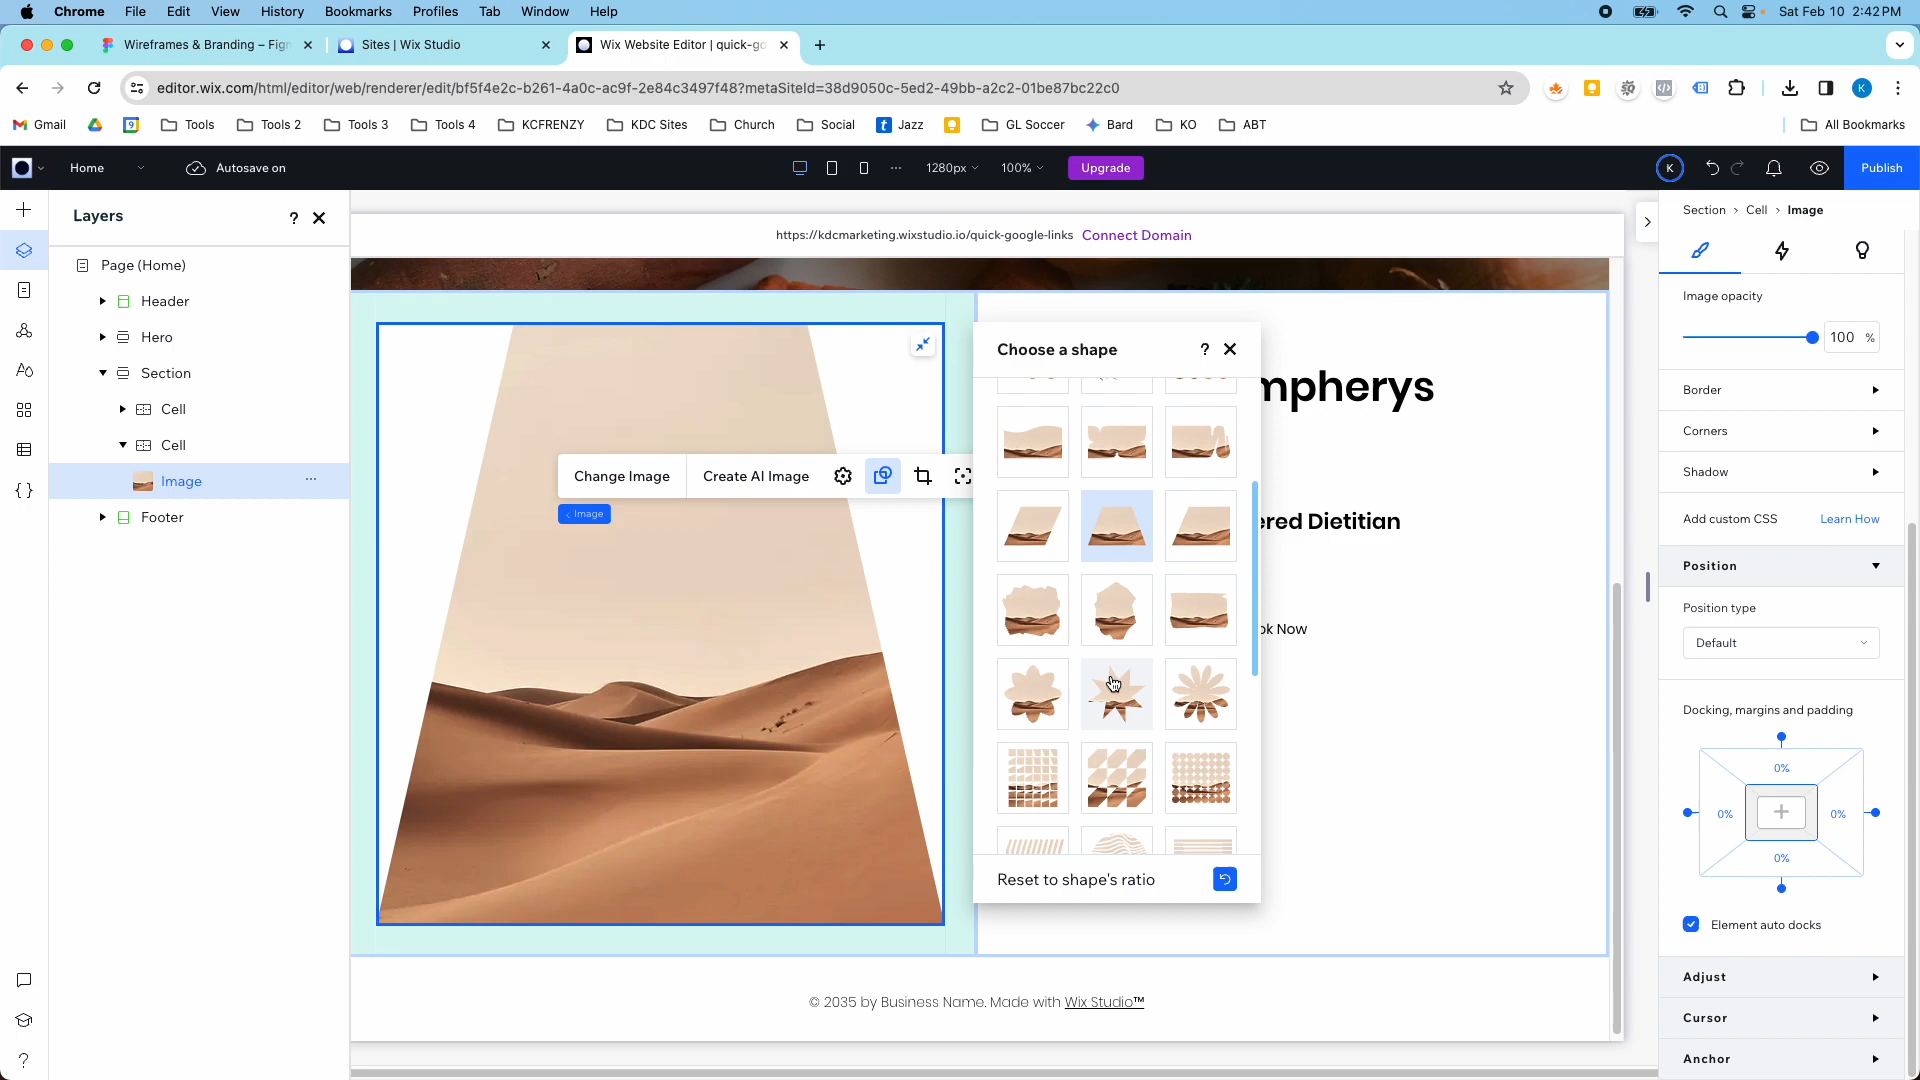 Chrome File Edit View History Bookmarks Profiles Tab Window Help
Sat Feb 10 2:42 PM
Wireframes & Branding – Fig
Sites | Wix Studio
Wix Website Editor | quick-go
editor.wix.com/html/editor/web/renderer/edit/bf5f4e2c-b261-4a0c-ac9f-2e84c3497f48?metaSiteId=38d9050c-5ed2-49bb-a2c2-01be87bc22c0
K
Gmail Tools Tools 2 Tools 3 Tools 4 KCFRENZY KDC Sites Church Social Jazz GL Soccer Bard KO ABT All Bookmarks
Home Autosave on 1280px 100% Upgrade K Publish
Layers ?
Section > Cell > Image
https://kdcmarketing.wixstudio.io/quick-google-links Connect Domain
Page (Home)
Header
Hero
Section
Cell
Cell
Image
Footer
?
Change Image Create AI Image
< Image
Choose a shape ?
mpherys
ered Dietitian
ok Now
Reset to shape's ratio
© 2035 by Business Name. Made with Wix Studio™
Image opacity
100 %
Border
Corners
Shadow
Add custom CSS Learn How
Position
Position type
Default
Docking, margins and padding
0%
0% 0%
0%
Element auto docks
Adjust
Cursor
Anchor